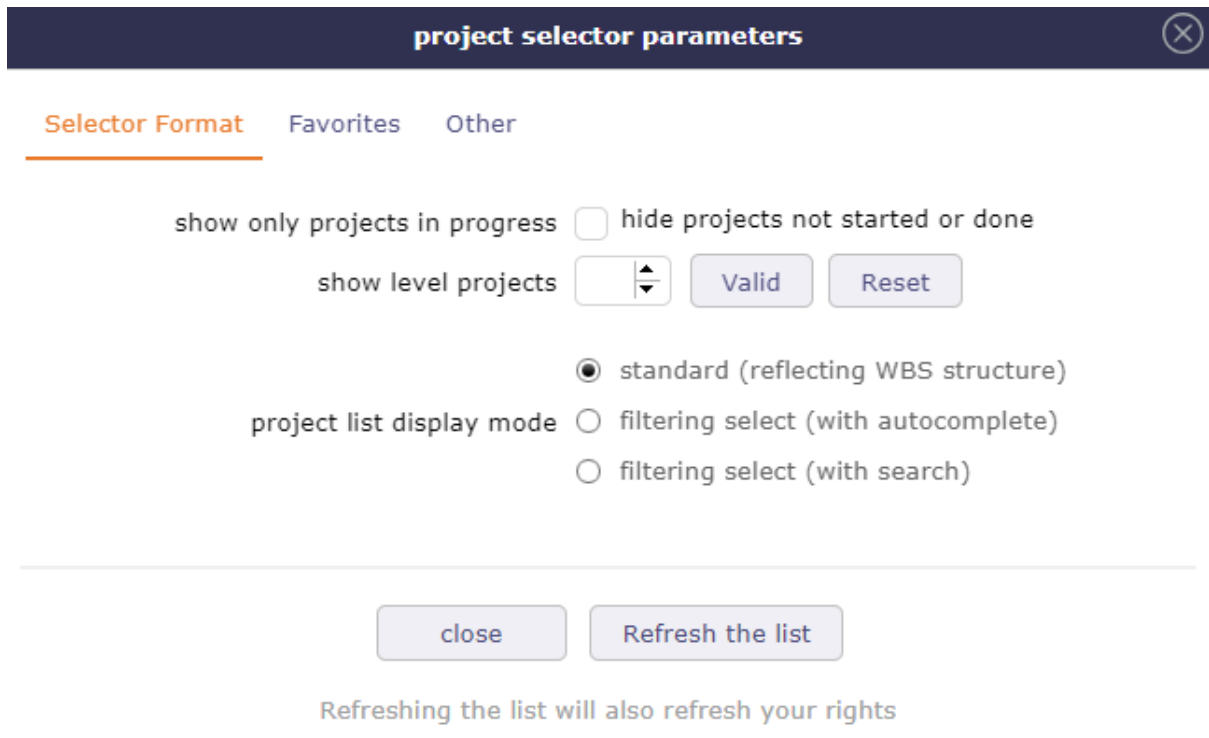 project selector parameters
Selector Format Favorites Other
show only projects in progress hide projects not started or done
show level projects Valid Reset
standard (reflecting WBS structure)
project list display mode filtering select (with autocomplete)
filtering select (with search)
close Refresh the list
Refreshing the list will also refresh your rights